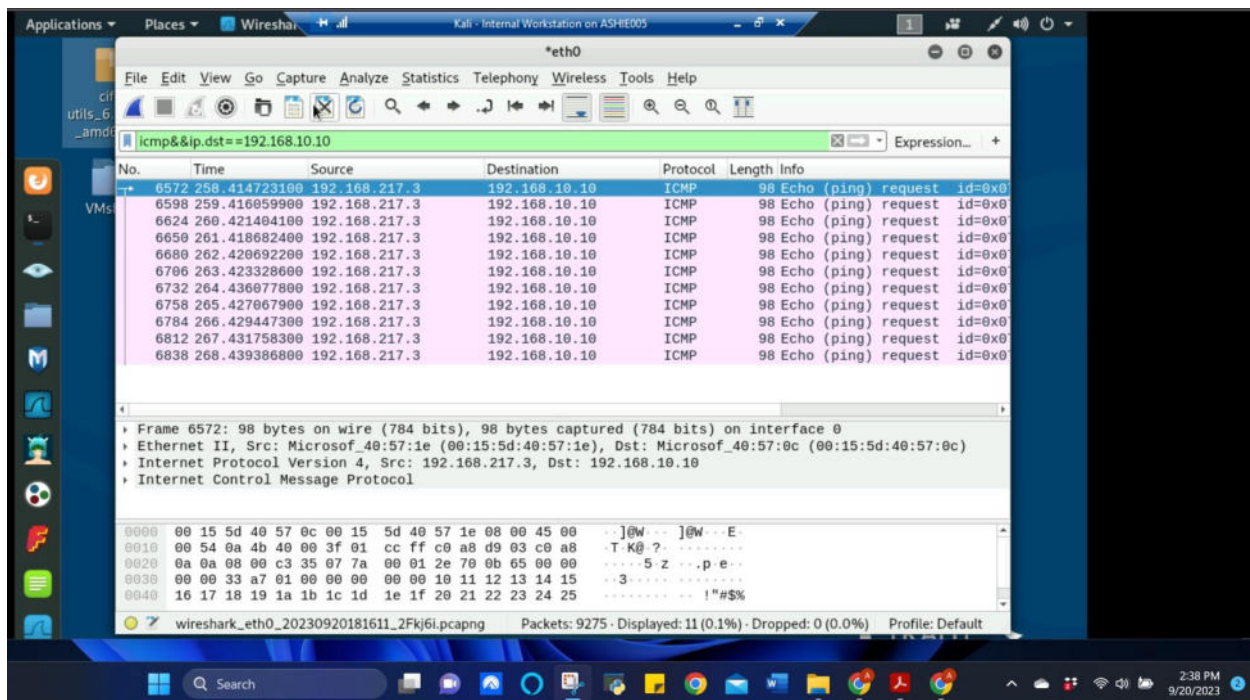 Applications Places Wireshar Kali - Internal Workstation on ASHIE005 1
*eth0
File Edit View Go Capture Analyze Statistics Telephony Wireless Tools Help
cif
utils_6.
_amd6
VMs
icmp&&ip.dst==192.168.10.10 Expression... +
No. Time Source Destination Protocol Length Info
6572 258.414723100 192.168.217.3 192.168.10.10 ICMP 98 Echo (ping) request id=0x0
6598 259.416059900 192.168.217.3 192.168.10.10 ICMP 98 Echo (ping) request id=0x0
6624 260.421404100 192.168.217.3 192.168.10.10 ICMP 98 Echo (ping) request id=0x0
6650 261.418682400 192.168.217.3 192.168.10.10 ICMP 98 Echo (ping) request id=0x0
6680 262.420692200 192.168.217.3 192.168.10.10 ICMP 98 Echo (ping) request id=0x0
6706 263.423328600 192.168.217.3 192.168.10.10 ICMP 98 Echo (ping) request id=0x0
6732 264.436077800 192.168.217.3 192.168.10.10 ICMP 98 Echo (ping) request id=0x0
6758 265.427067900 192.168.217.3 192.168.10.10 ICMP 98 Echo (ping) request id=0x0
6784 266.429447300 192.168.217.3 192.168.10.10 ICMP 98 Echo (ping) request id=0x0
6812 267.431758300 192.168.217.3 192.168.10.10 ICMP 98 Echo (ping) request id=0x0
6838 268.439386800 192.168.217.3 192.168.10.10 ICMP 98 Echo (ping) request id=0x0
Frame 6572: 98 bytes on wire (784 bits), 98 bytes captured (784 bits) on interface 0
Ethernet II, Src: Microsof_40:57:1e (00:15:5d:40:57:1e), Dst: Microsof_40:57:0c (00:15:5d:40:57:0c)
Internet Protocol Version 4, Src: 192.168.217.3, Dst: 192.168.10.10
Internet Control Message Protocol
0000 00 15 5d 40 57 0c 00 15 5d 40 57 1e 08 00 45 00 ··]@W··· ]@W···E·
0010 00 54 0a 4b 40 00 3f 01 cc ff c0 a8 d9 03 c0 a8 ·T·K@·?· ········
0020 0a 0a 08 00 c3 35 07 7a 00 01 2e 70 0b 65 00 00 ·····5·z ··.p·e··
0030 00 00 33 a7 01 00 00 00 00 00 10 11 12 13 14 15 ··3····· ········
0040 16 17 18 19 1a 1b 1c 1d 1e 1f 20 21 22 23 24 25 ········ ·· !"#$%
wireshark_eth0_20230920181611_2Fkj6i.pcapng Packets: 9275 · Displayed: 11 (0.1%) · Dropped: 0 (0.0%) Profile: Default
Search
2:38 PM
9/20/2023
2